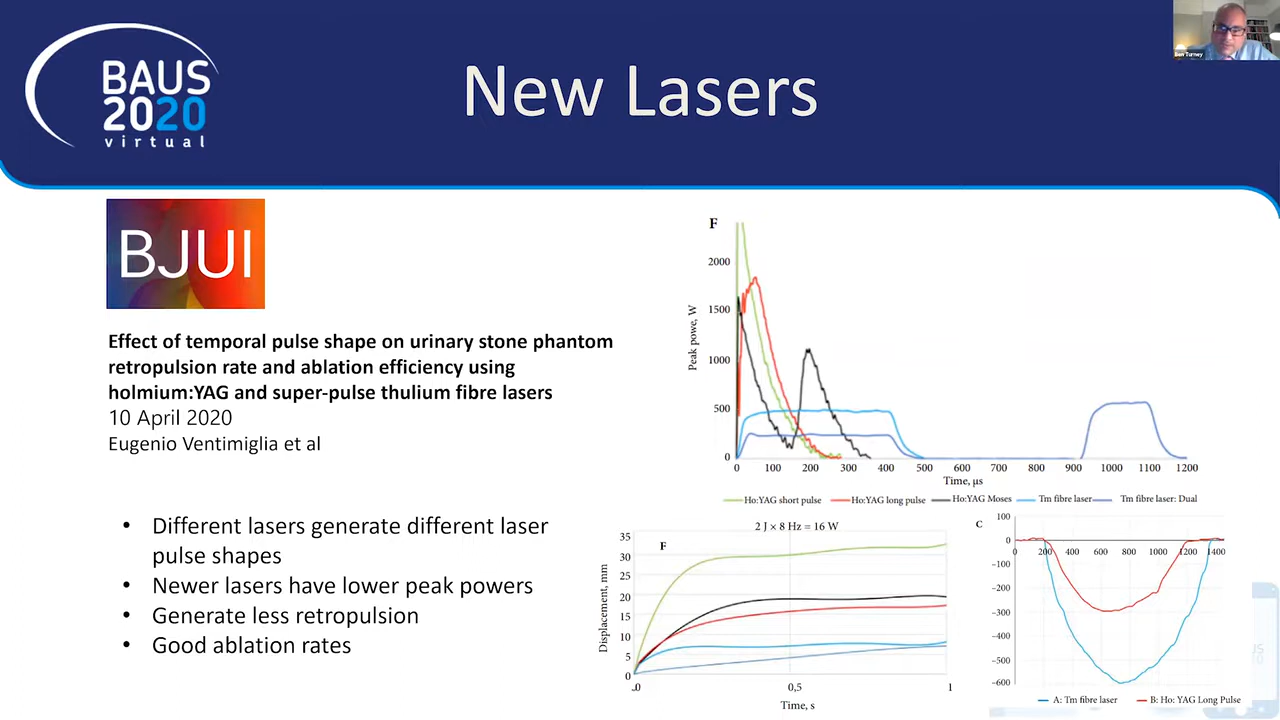 BAUS
2020
virtual
New Lasers
Ben Turney
BJUI
Effect of temporal pulse shape on urinary stone phantom
retropulsion rate and ablation efficiency using
holmium:YAG and super-pulse thulium fibre lasers
10 April 2020
Eugenio Ventimiglia et al
• Different lasers generate different laser
pulse shapes
• Newer lasers have lower peak powers
• Generate less retropulsion
• Good ablation rates
F
Peak powe, W
2000
1500
1000
500
0
0 100 200 300 400 500 600 700 800 900 1000 1100 1200
Time, μs
Ho:YAG short pulse Ho:YAG long pulse Ho:YAG Moses Tm fibre laser Tm fibre laser: Dual
2 J × 8 Hz = 16 W
F
Displacement, mm
35
30
25
20
15
10
5
0
0 0,5 1
Time, s
C
100
0
-100
-200
-300
-400
-500
-600
0 200 400 600 800 1000 1200 1400
A: Tm fibre laser B: Ho: YAG Long Pulse
BAUS
2020